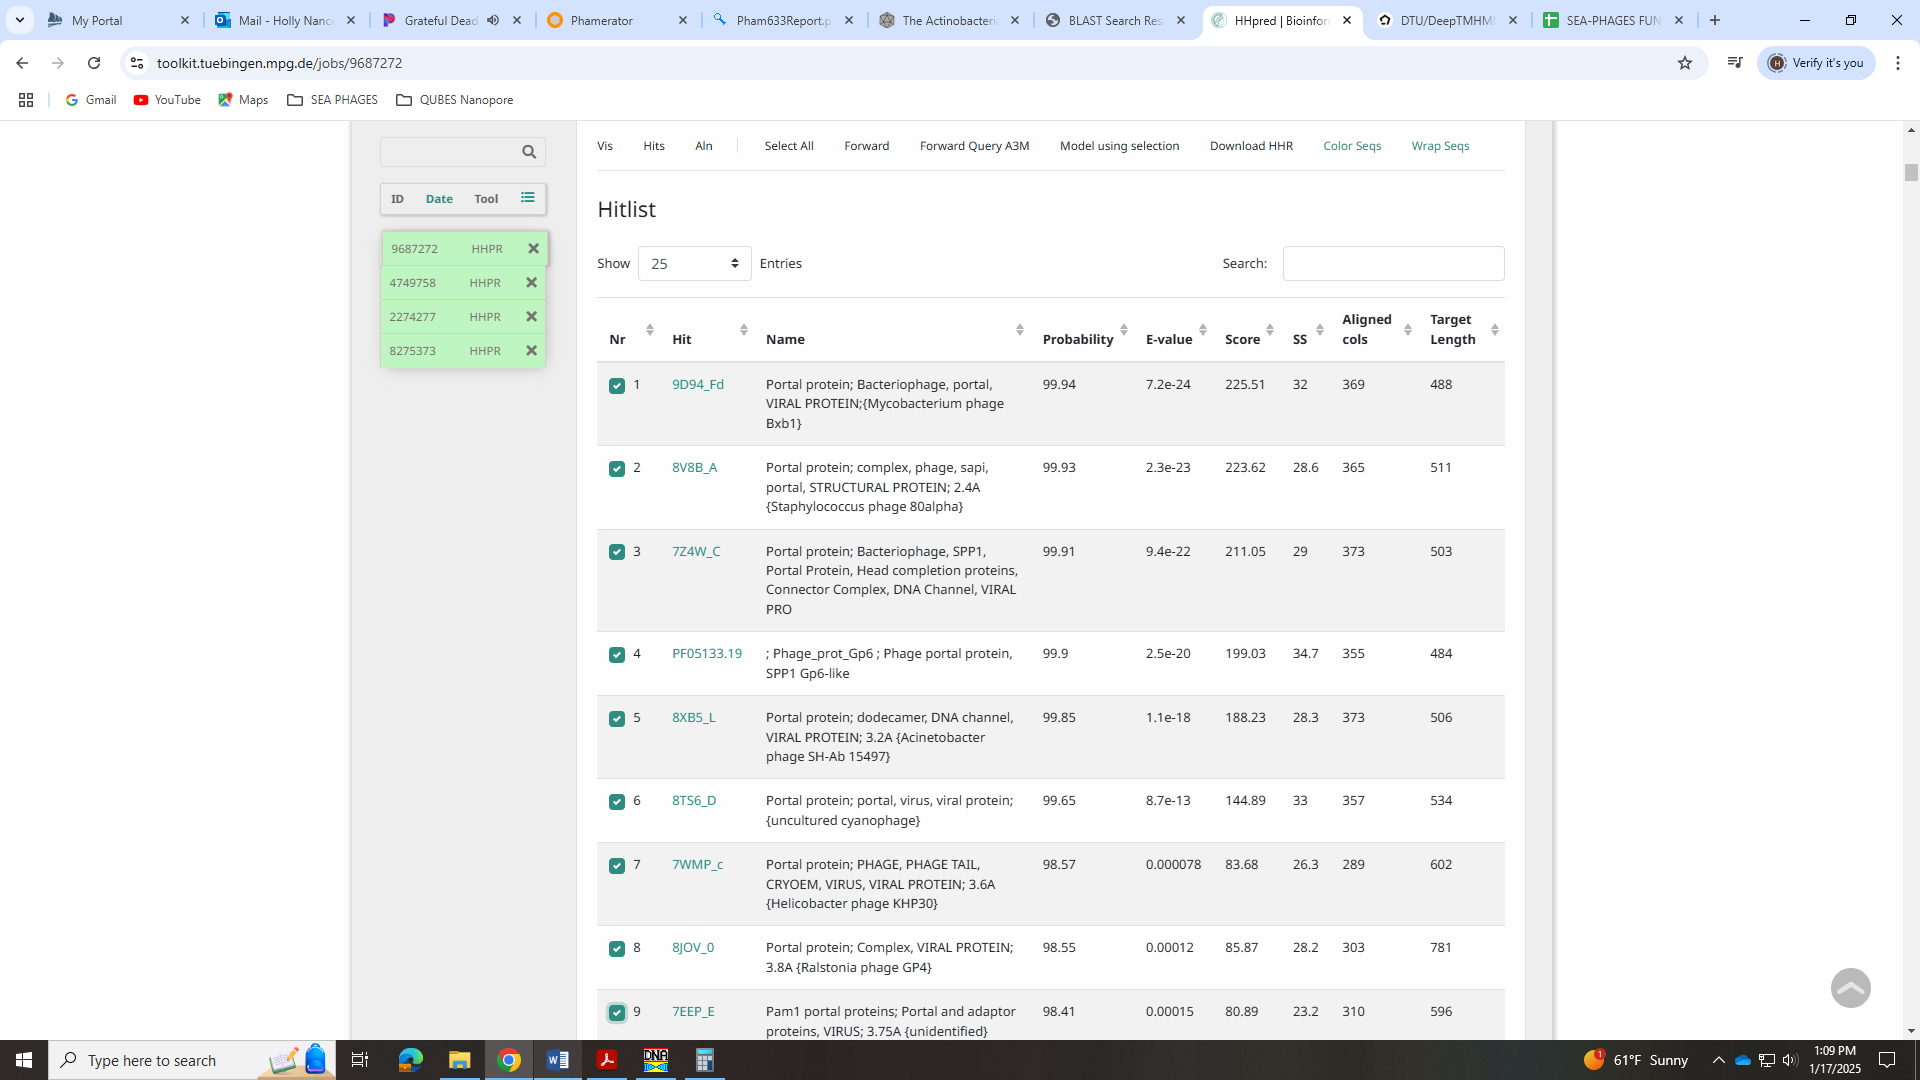 My Portal
Mail - Holly Nance
Grateful Dead
Phamerator
Pham633Report.p
The Actinobacteri
BLAST Search Res
HHpred | Bioinfor
DTU/DeepTMHM
SEA-PHAGES FUN
toolkit.tuebingen.mpg.de/jobs/9687272
Verify it's you
Gmail
YouTube
Maps
SEA PHAGES
QUBES Nanopore
Vis Hits Aln Select All Forward Forward Query A3M Model using selection Download HHR Color Seqs Wrap Seqs
ID Date Tool
9687272 HHPR
4749758 HHPR
2274277 HHPR
8275373 HHPR
Hitlist
Show 25 Entries
Search:
Nr Hit Name Probability E-value Score SS Aligned cols Target Length
1 9D94_Fd Portal protein; Bacteriophage, portal, 99.94 7.2e-24 225.51 32 369 488
VIRAL PROTEIN;{Mycobacterium phage
Bxb1}
2 8V8B_A Portal protein; complex, phage, sapi, 99.93 2.3e-23 223.62 28.6 365 511
portal, STRUCTURAL PROTEIN; 2.4A
{Staphylococcus phage 80alpha}
3 7Z4W_C Portal protein; Bacteriophage, SPP1, 99.91 9.4e-22 211.05 29 373 503
Portal Protein, Head completion proteins,
Connector Complex, DNA Channel, VIRAL
PRO
4 PF05133.19 ; Phage_prot_Gp6 ; Phage portal protein, 99.9 2.5e-20 199.03 34.7 355 484
SPP1 Gp6-like
5 8XB5_L Portal protein; dodecamer, DNA channel, 99.85 1.1e-18 188.23 28.3 373 506
VIRAL PROTEIN; 3.2A {Acinetobacter
phage SH-Ab 15497}
6 8TS6_D Portal protein; portal, virus, viral protein; 99.65 8.7e-13 144.89 33 357 534
{uncultured cyanophage}
7 7WMP_c Portal protein; PHAGE, PHAGE TAIL, 98.57 0.000078 83.68 26.3 289 602
CRYOEM, VIRUS, VIRAL PROTEIN; 3.6A
{Helicobacter phage KHP30}
8 8JOV_0 Portal protein; Complex, VIRAL PROTEIN; 98.55 0.00012 85.87 28.2 303 781
3.8A {Ralstonia phage GP4}
9 7EEP_E Pam1 portal proteins; Portal and adaptor 98.41 0.00015 80.89 23.2 310 596
proteins, VIRUS; 3.75A {unidentified}
Type here to search
DNA
1
61°F Sunny
1:09 PM
1/17/2025